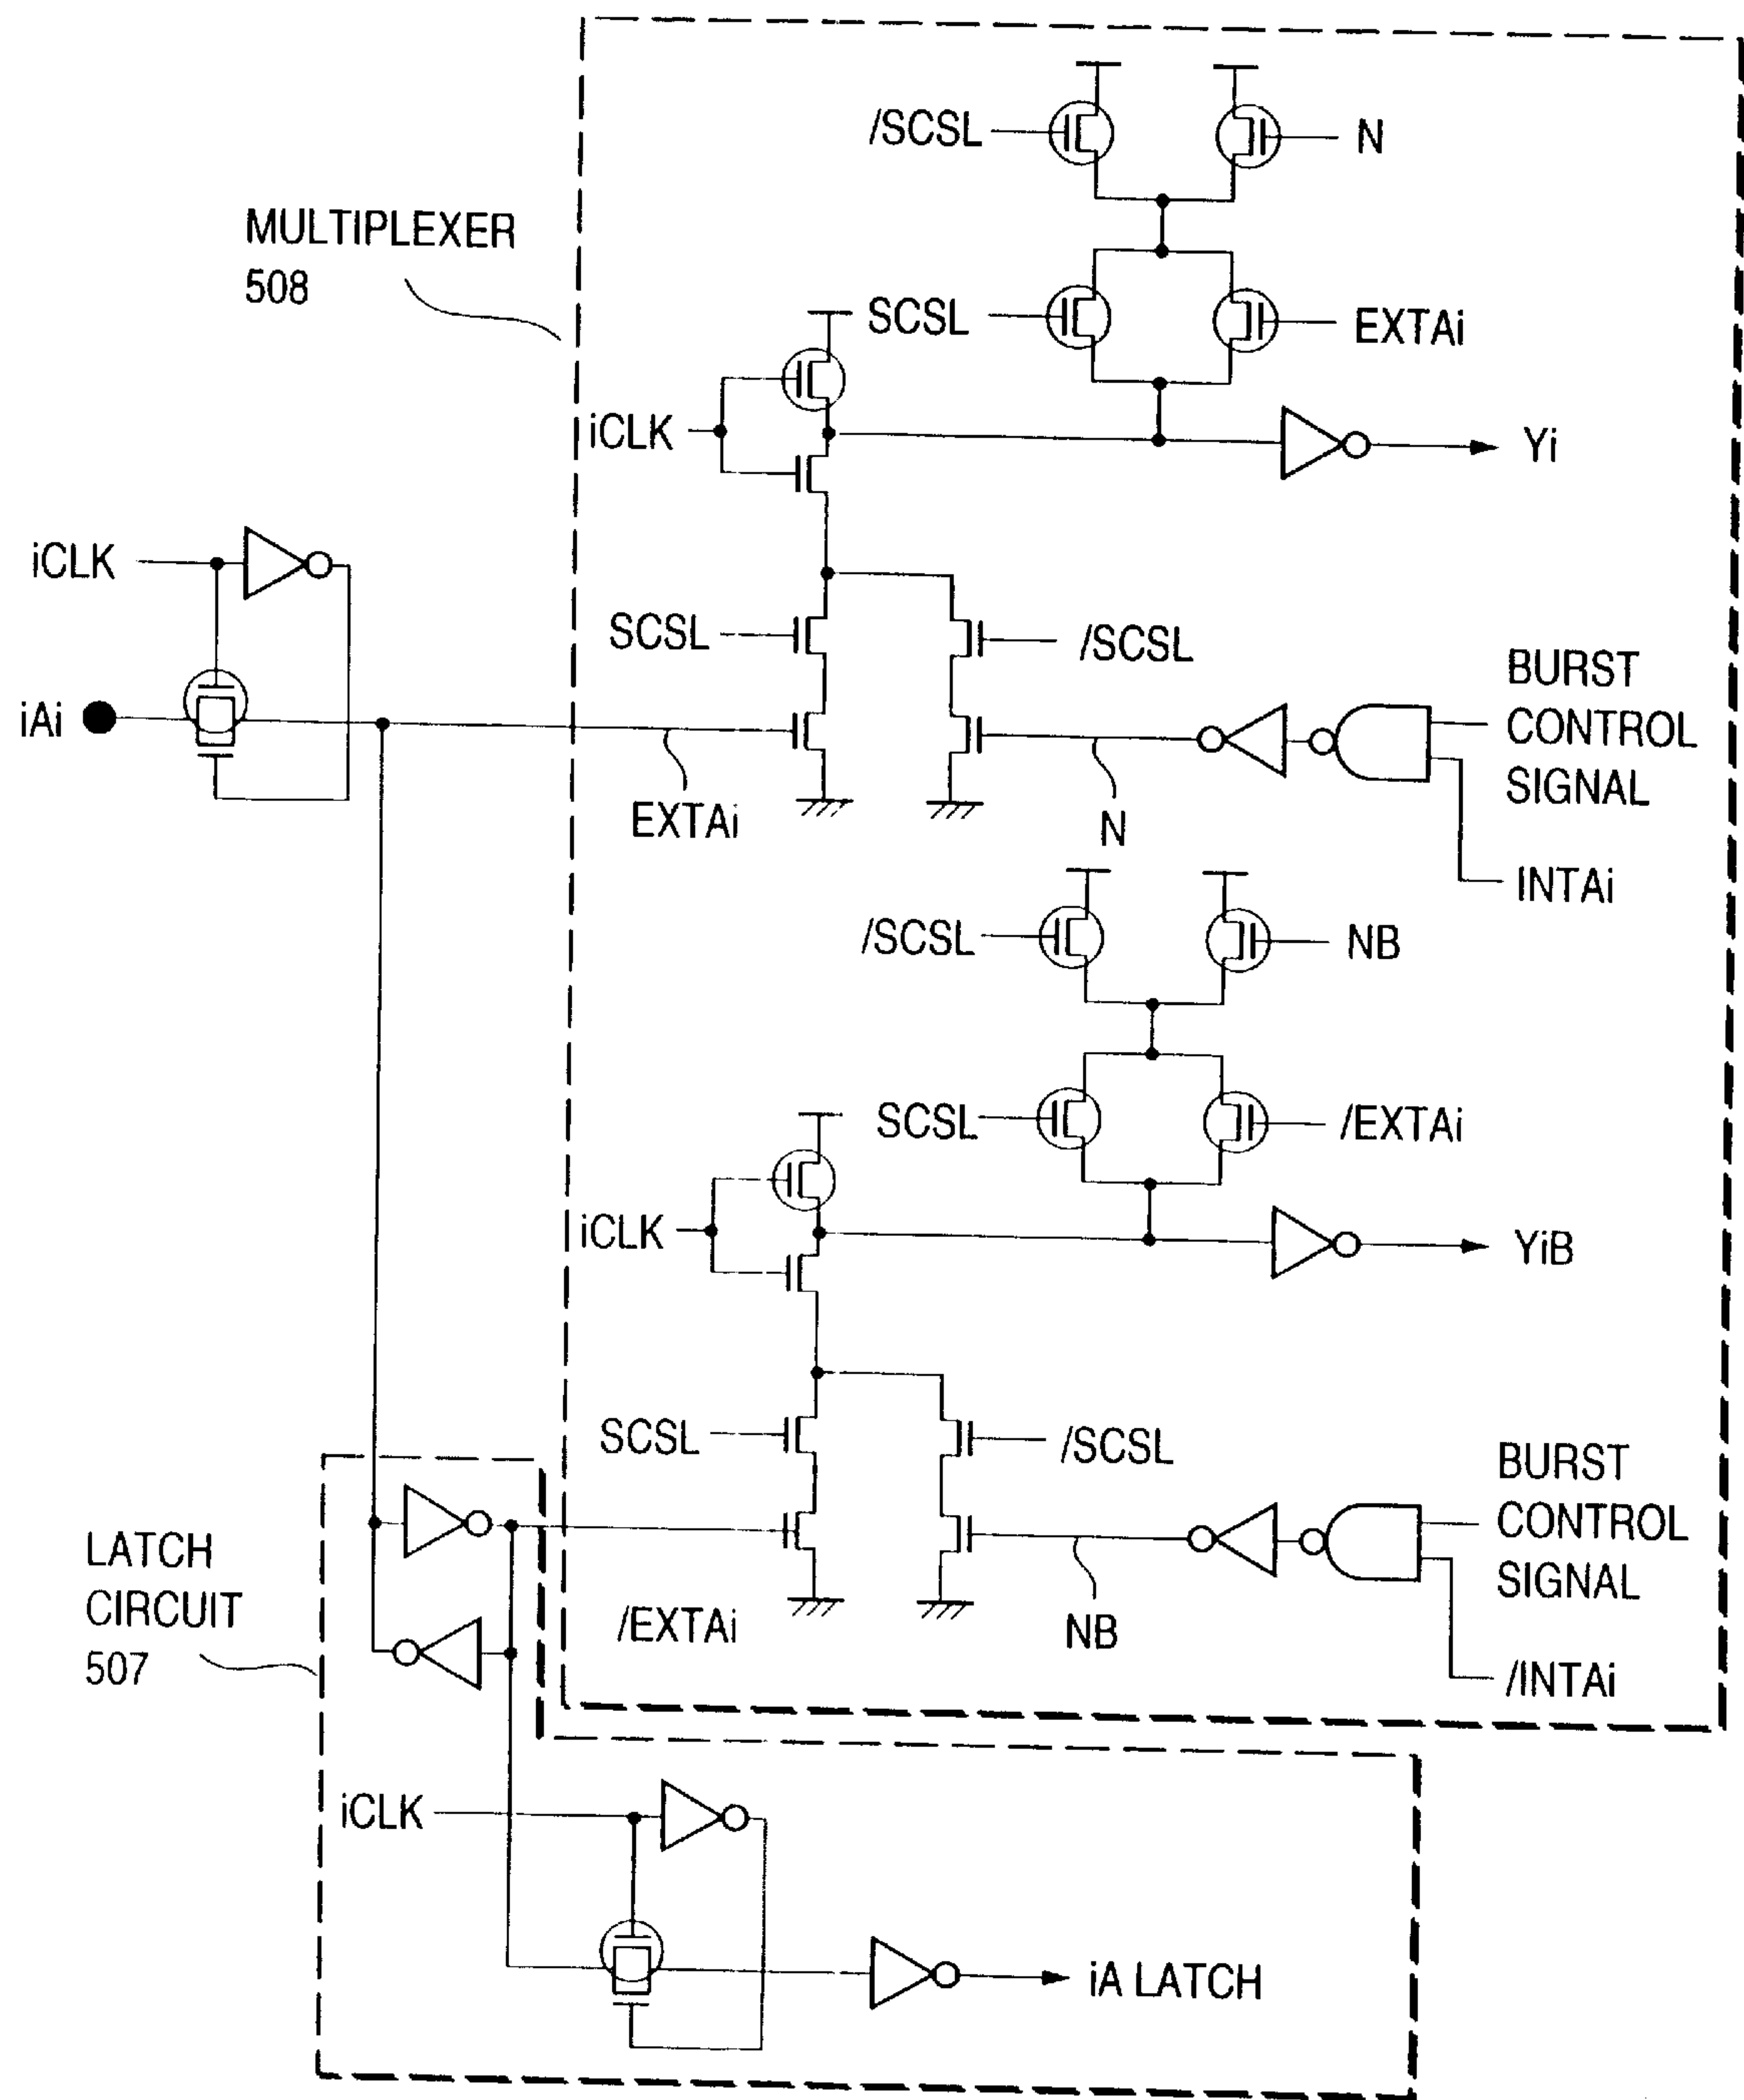 /SCSL
N
MULTIPLEXER
508
SCSL
EXTAi
iCLK
Yi
iCLK
SCSL
/SCSL
BURST
CONTROL
SIGNAL
iAi
EXTAi
N
INTAi
/SCSL
NB
SCSL
/EXTAi
iCLK
YiB
SCSL
/SCSL
BURST
CONTROL
SIGNAL
LATCH
CIRCUIT
507
/EXTAi
NB
/INTAi
iCLK
iA LATCH